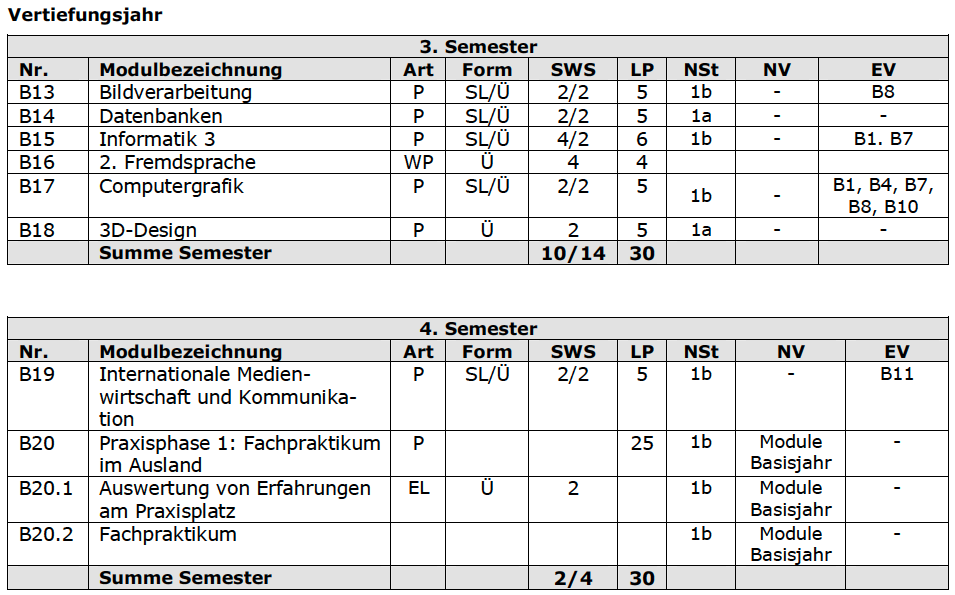 Vertiefungsjahr
3. Semester
Nr. Modulbezeichnung Art Form SWS LP NSt NV EV
B13 Bildverarbeitung P SL/Ü 2/2 5 1b - B8
B14 Datenbanken P SL/Ü 2/2 5 1a - -
B15 Informatik 3 P SL/Ü 4/2 6 1b - B1. B7
B16 2. Fremdsprache WP Ü 4 4
B17 Computergrafik P SL/Ü 2/2 5 1b - B1, B4, B7,
B8, B10
B18 3D-Design P Ü 2 5 1a - -
Summe Semester 10/14 30
4. Semester
Nr. Modulbezeichnung Art Form SWS LP NSt NV EV
B19 Internationale Medien- P SL/Ü 2/2 5 1b - B11
wirtschaft und Kommunika-
tion
B20 Praxisphase 1: Fachpraktikum P 25 1b Module -
im Ausland Basisjahr
B20.1 Auswertung von Erfahrungen EL Ü 2 1b Module -
am Praxisplatz Basisjahr
B20.2 Fachpraktikum 1b Module -
Basisjahr
Summe Semester 2/4 30